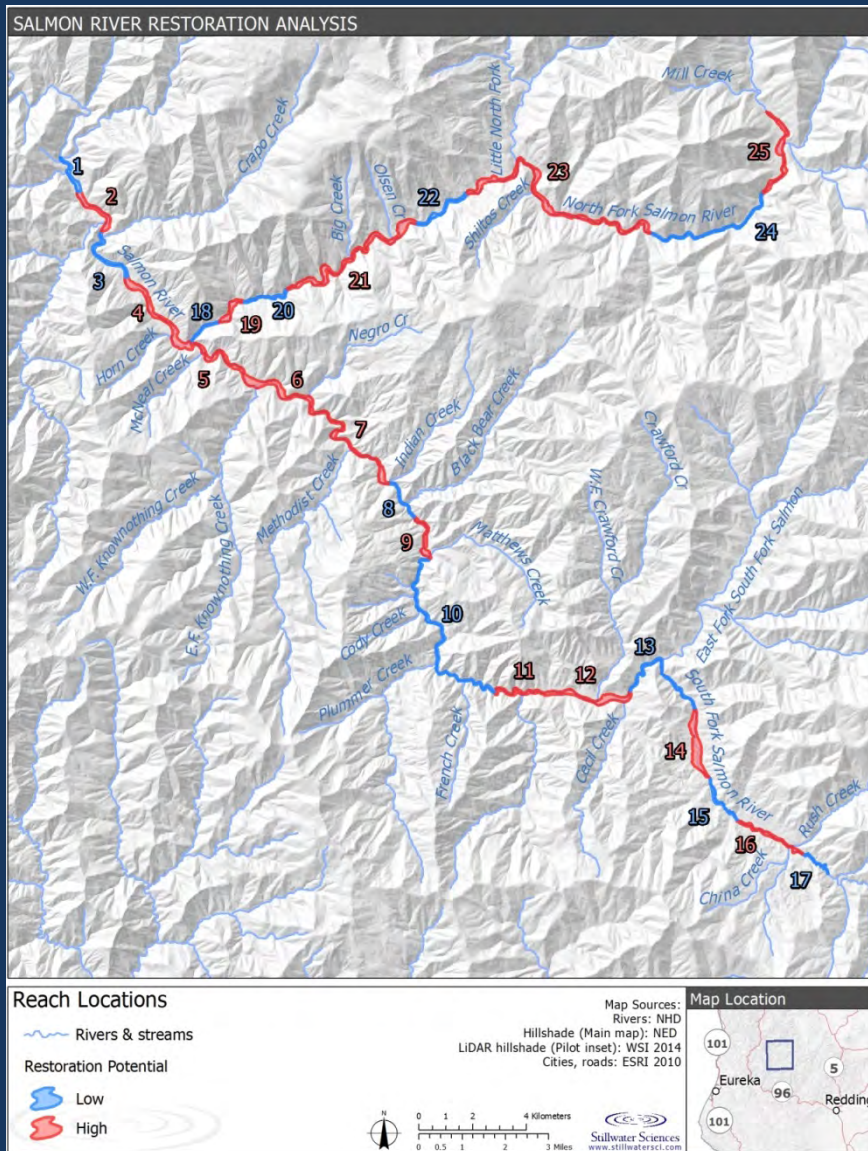 SALMON RIVER RESTORATION ANALYSIS
Mill Creek
Little North Fork
Crapo Creek
1
25
Big Creek
Olsen Cr
22
23
2
Shiltos Creek
North Fork Salmon River
24
Salmon River
3
21
4
18
19
20
Horn Creek
Negro Cr
McNeal Creek
5
6
7
Indian Creek
Black Bear Creek
Crawford Cr
Methodist Creek
W.F. Knownothing Creek
E.F. Knownothing Creek
8
W.F. Crawford Cr
9
Matthews Creek
East Fork South Fork Salmon
10
Cody Creek
13
Plummer Creek
11
12
South Fork Salmon River
French Creek
Cecil Creek
14
15
Rush Creek
16
China Creek
17
Reach Locations
Rivers & streams
Restoration Potential
Low
High
Map Sources:
Rivers: NHD
Hillshade (Main map): NED
LiDAR hillshade (Pilot inset): WSI 2014
Cities, roads: ESRI 2010
N
0 1 2 4 Kilometers
0 0.5 1 2 3 Miles
Stillwater Sciences
www.stillwatersci.com
Map Location
101
5
Eureka
96
Redding
101